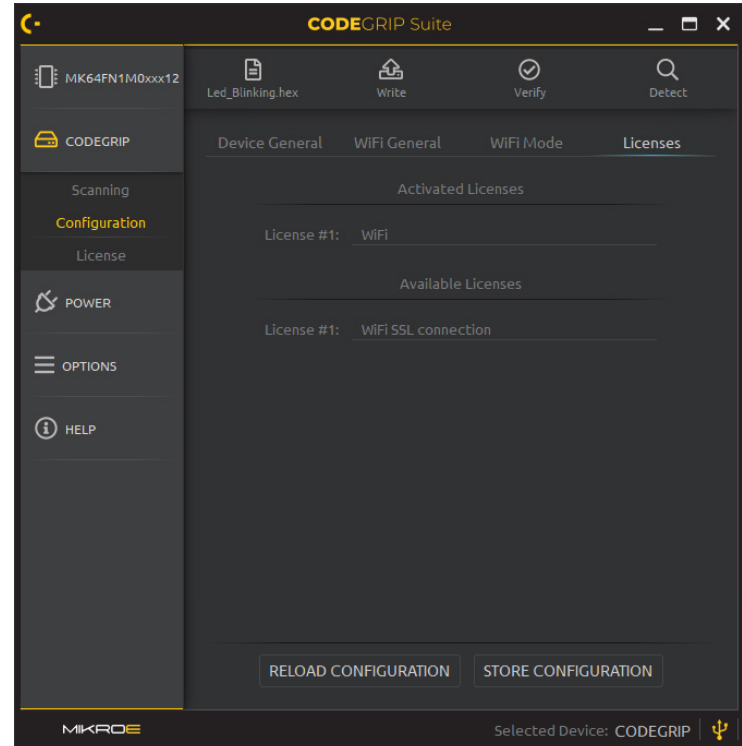 CODEGRIP Suite
MK64FN1M0xxx12
Led_Blinking.hex
Write
Verify
Detect
CODEGRIP
Scanning
Configuration
License
POWER
OPTIONS
HELP
Device General
WiFi General
WiFi Mode
Licenses
Activated Licenses
License #1: WiFi
Available Licenses
License #1: WiFi SSL connection
RELOAD CONFIGURATION
STORE CONFIGURATION
MIKROE
Selected Device: CODEGRIP